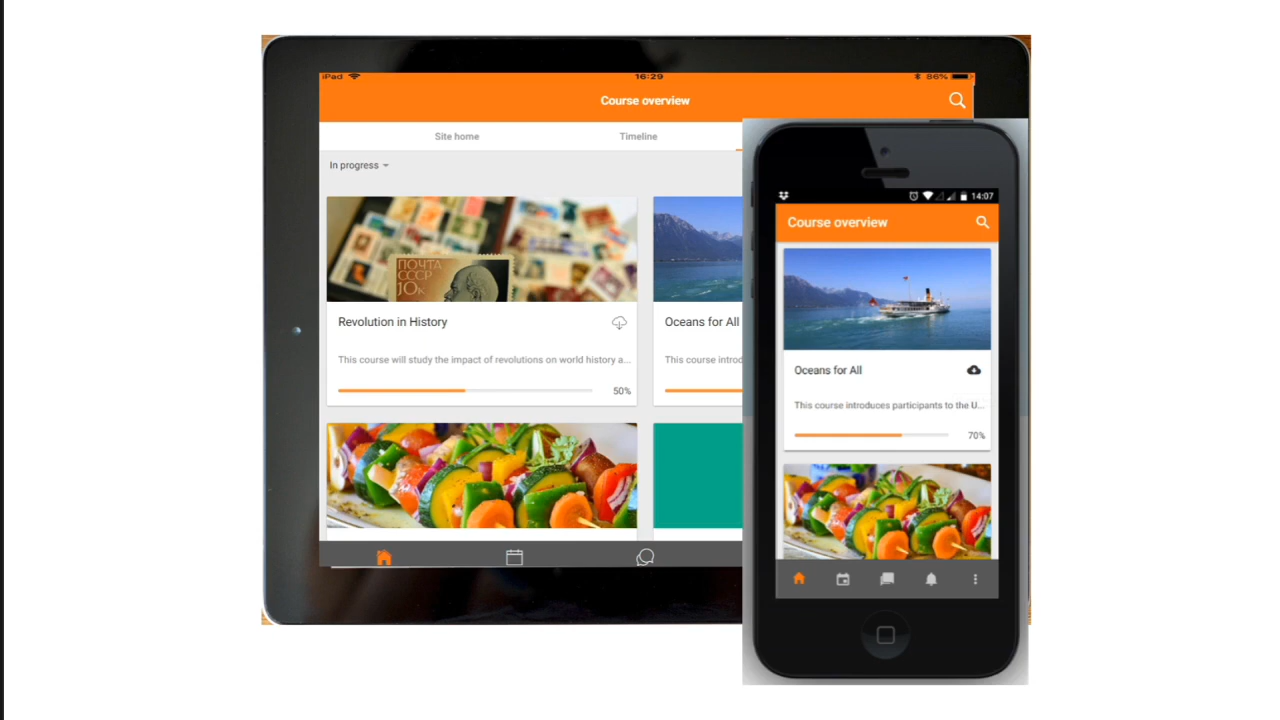 iPad 16:29 86%
Course overview
Site home Timeline
In progress
ПОЧТА
СССР
10К
Revolution in History
This course will study the impact of revolutions on world history a...
50%
Oceans for All
This course introd
14:07
Course overview
Oceans for All
This course introduces participants to the U...
70%